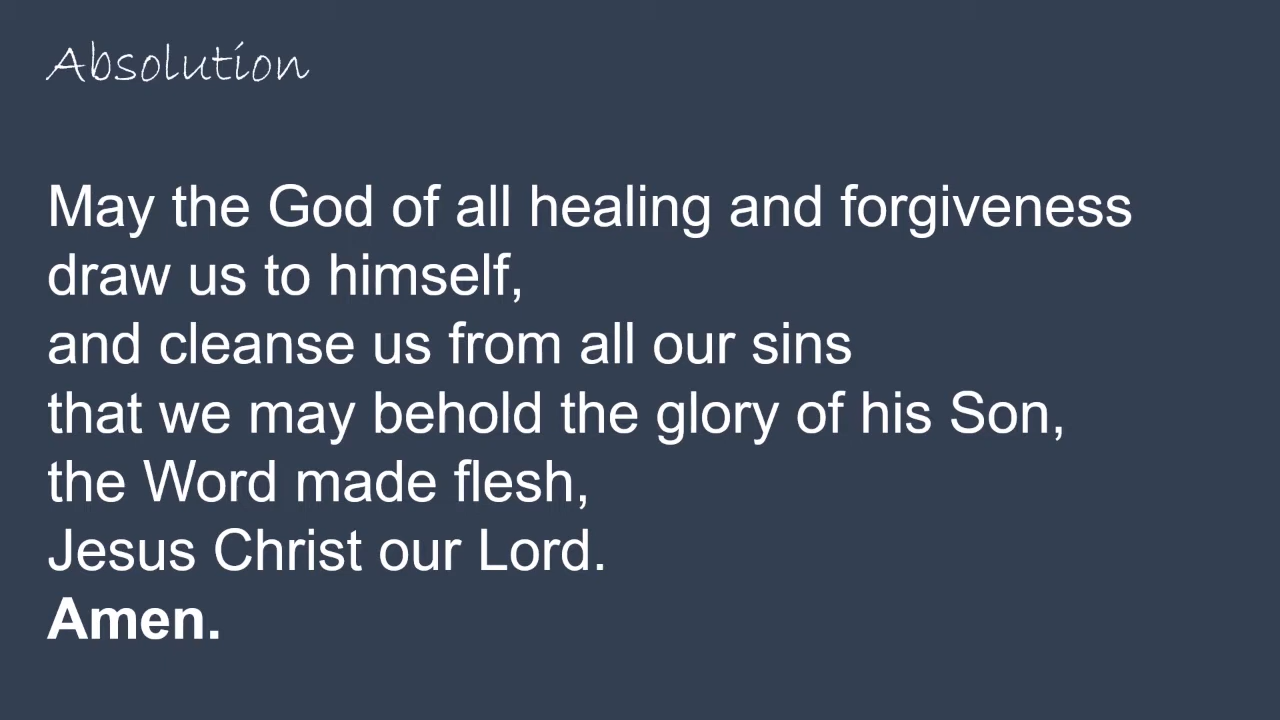 Absolution
May the God of all healing and forgiveness
draw us to himself,
and cleanse us from all our sins
that we may behold the glory of his Son,
the Word made flesh,
Jesus Christ our Lord.
Amen.